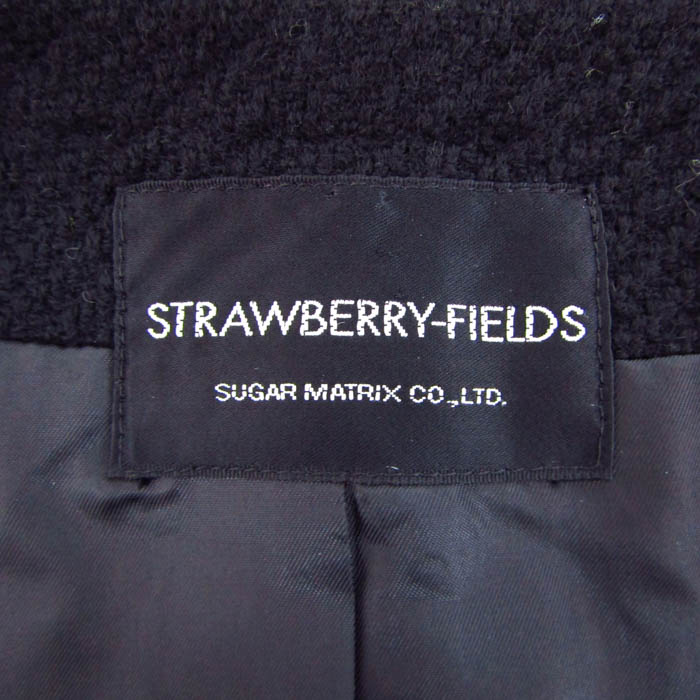 STRAWBERRY-FIELDS
SUGAR MATRIX CO.,LTD.